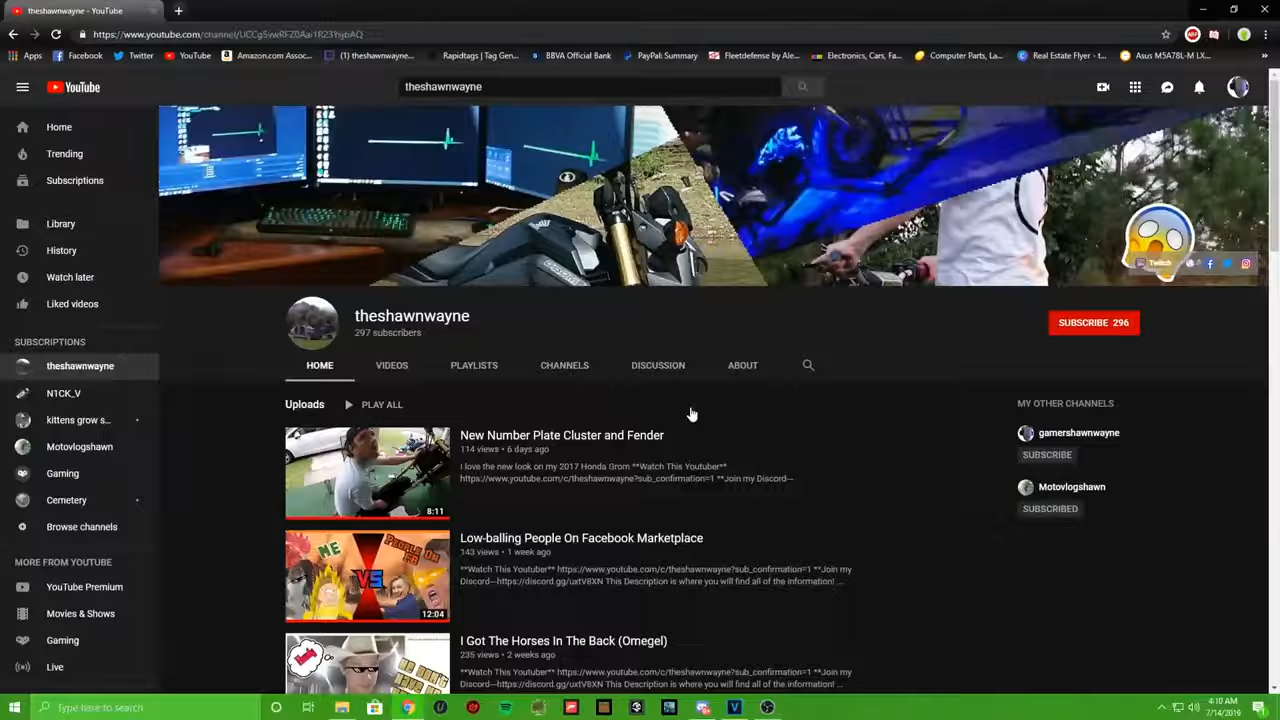 theshawnwayne - YouTube
https://www.youtube.com/channel/
Apps Facebook Twitter YouTube Amazon.com Assoc... (1) theshawnwayne... Rapidtags | Tag Gen... BBVA Official Bank PayPal: Summary Fleetdefense by Ale... Electronics, Cars, Fa... Computer Parts, La... Real Estate Flyer - t... Asus M5A78L-M LX...
YouTube
theshawnwayne
Home
Trending
Subscriptions
Library
History
Watch later
Liked videos
SUBSCRIPTIONS
theshawnwayne
N1CK_V
kittens grow s...
Motovlogshawn
Gaming
Cemetery
Browse channels
MORE FROM YOUTUBE
YouTube Premium
Movies & Shows
Gaming
Live
Twitch
theshawnwayne
297 subscribers
SUBSCRIBE 296
HOME VIDEOS PLAYLISTS CHANNELS DISCUSSION ABOUT
Uploads PLAY ALL
8:11
New Number Plate Cluster and Fender
114 views • 6 days ago
I love the new look on my 2017 Honda Grom **Watch This Youtuber**
https://www.youtube.com/c/theshawnwayne?sub_confirmation=1 **Join my Discord---
ME
VS
PEOPLE ON FB
12:04
Low-balling People On Facebook Marketplace
143 views • 1 week ago
**Watch This Youtuber** https://www.youtube.com/c/theshawnwayne?sub_confirmation=1 **Join my
Discord---https://discord.gg/uxtV8XN This Description is where you will find all of the information! ...
I Got The Horses In The Back (Omegel)
235 views • 2 weeks ago
**Watch This Youtuber** https://www.youtube.com/c/theshawnwayne?sub_confirmation=1 **Join my
Discord---https://discord.gg/uxtV8XN This Description is where you will find all of the information! ...
MY OTHER CHANNELS
gamershawnwayne
SUBSCRIBE
Motovlogshawn
SUBSCRIBED
Type here to search
4:10 AM
7/14/2019